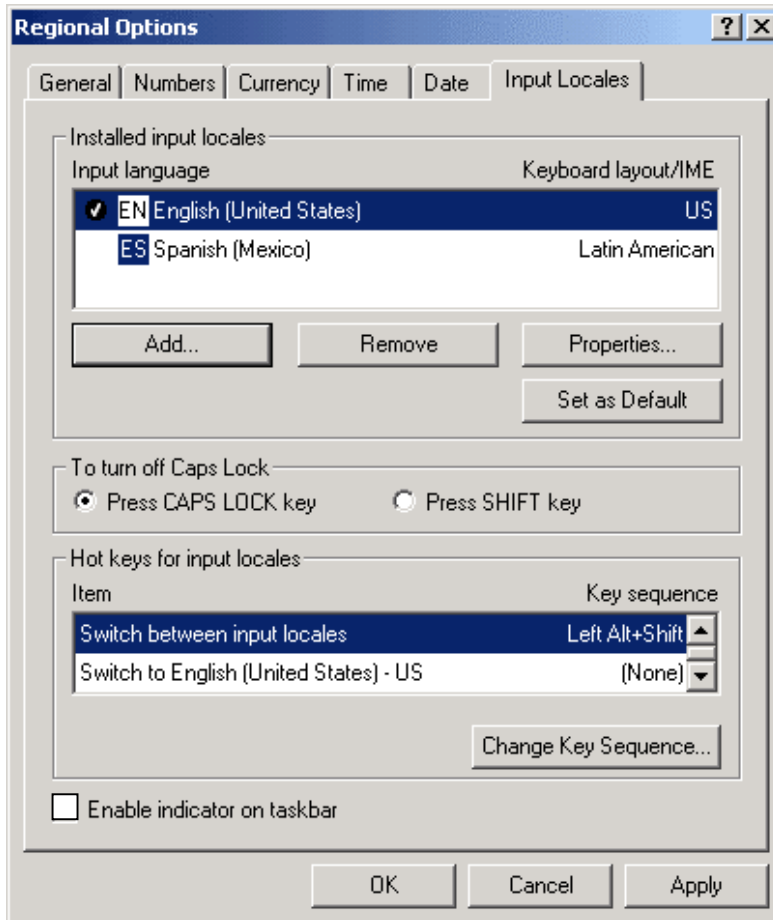 Regional Options
General Numbers Currency Time Date Input Locales
Installed input locales
Input language Keyboard layout/IME
EN English (United States) US
ES Spanish (Mexico) Latin American
Add... Remove Properties...
Set as Default
To turn off Caps Lock
Press CAPS LOCK key Press SHIFT key
Hot keys for input locales
Item Key sequence
Switch between input locales Left Alt+Shift
Switch to English (United States) - US (None)
Change Key Sequence...
Enable indicator on taskbar
OK Cancel Apply